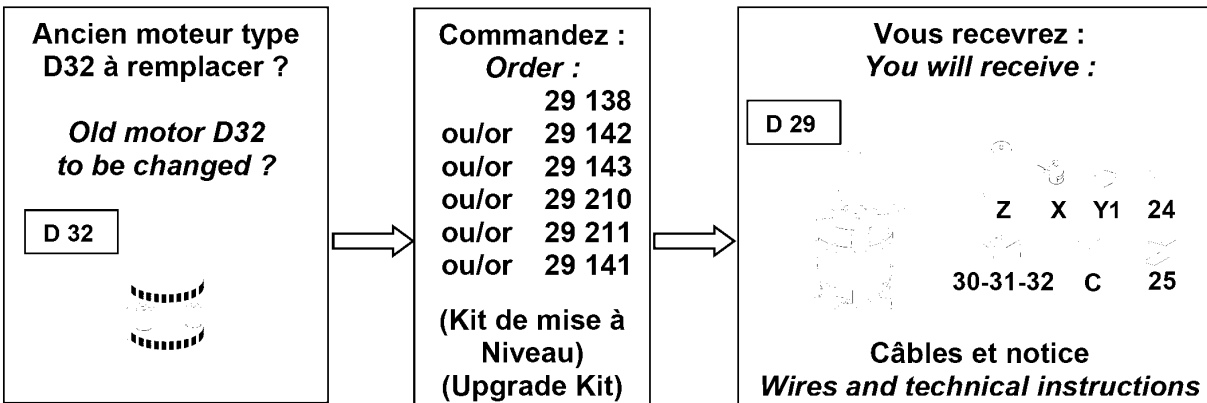 Ancien moteur type
D32 à remplacer ?
Old motor D32
to be changed ?
D 32
Commandez :
Order :
29 138
ou/or 29 142
ou/or 29 143
ou/or 29 210
ou/or 29 211
ou/or 29 141
(Kit de mise à
Niveau)
(Upgrade Kit)
Vous recevrez :
You will receive :
D 29
Z X Y1 24
30-31-32 C 25
Câbles et notice
Wires and technical instructions